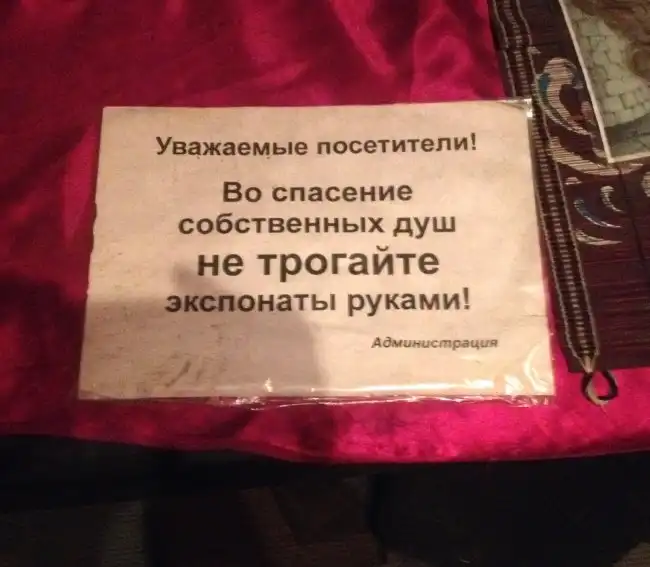 Уважаемые посетители!
Во спасение
собственных душ
не трогайте
экспонаты руками!
Администрация